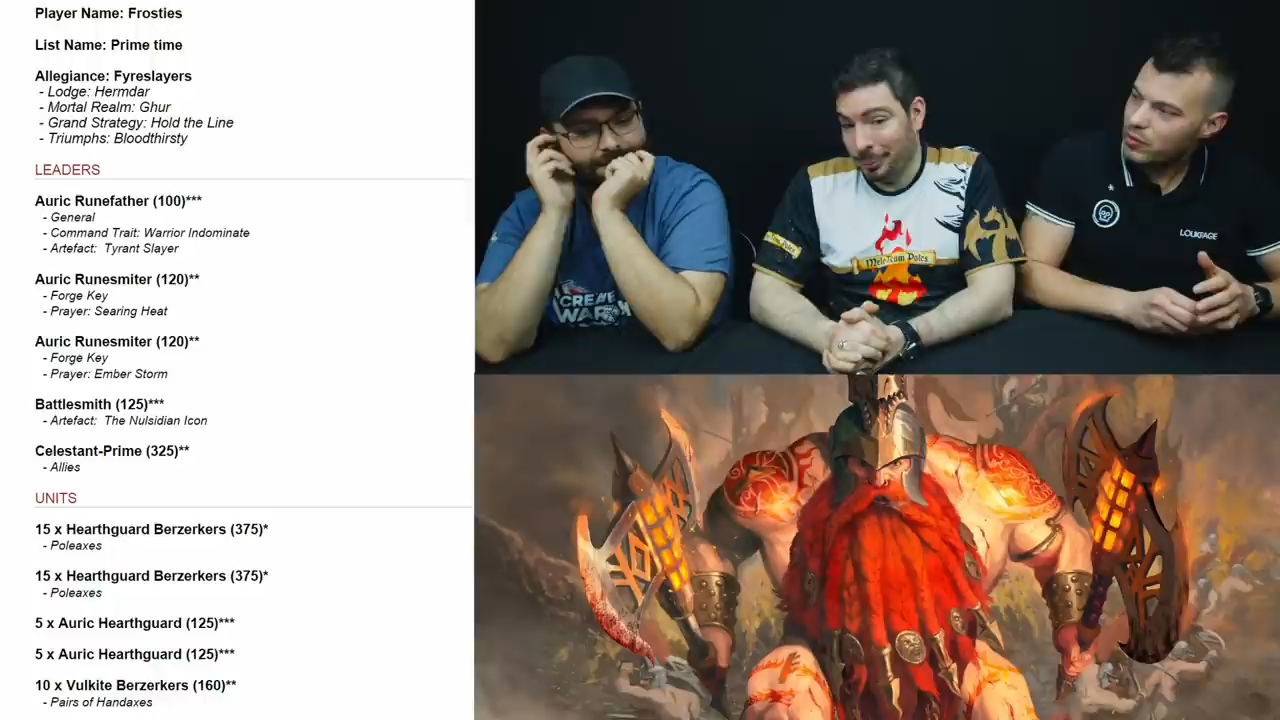 Player Name: Frosties
List Name: Prime time
Allegiance: Fyreslayers
- Lodge: Hermdar
- Mortal Realm: Ghur
- Grand Strategy: Hold the Line
- Triumphs: Bloodthirsty
LEADERS
Auric Runefather (100)***
- General
- Command Trait: Warrior Indominate
- Artefact: Tyrant Slayer
Auric Runesmiter (120)**
- Forge Key
- Prayer: Searing Heat
Auric Runesmiter (120)**
- Forge Key
- Prayer: Ember Storm
Battlesmith (125)***
- Artefact: The Nulsidian Icon
Celestant-Prime (325)**
- Allies
UNITS
15 x Hearthguard Berzerkers (375)*
- Poleaxes
15 x Hearthguard Berzerkers (375)*
- Poleaxes
5 x Auric Hearthguard (125)***
5 x Auric Hearthguard (125)***
10 x Vulkite Berzerkers (160)**
- Pairs of Handaxes